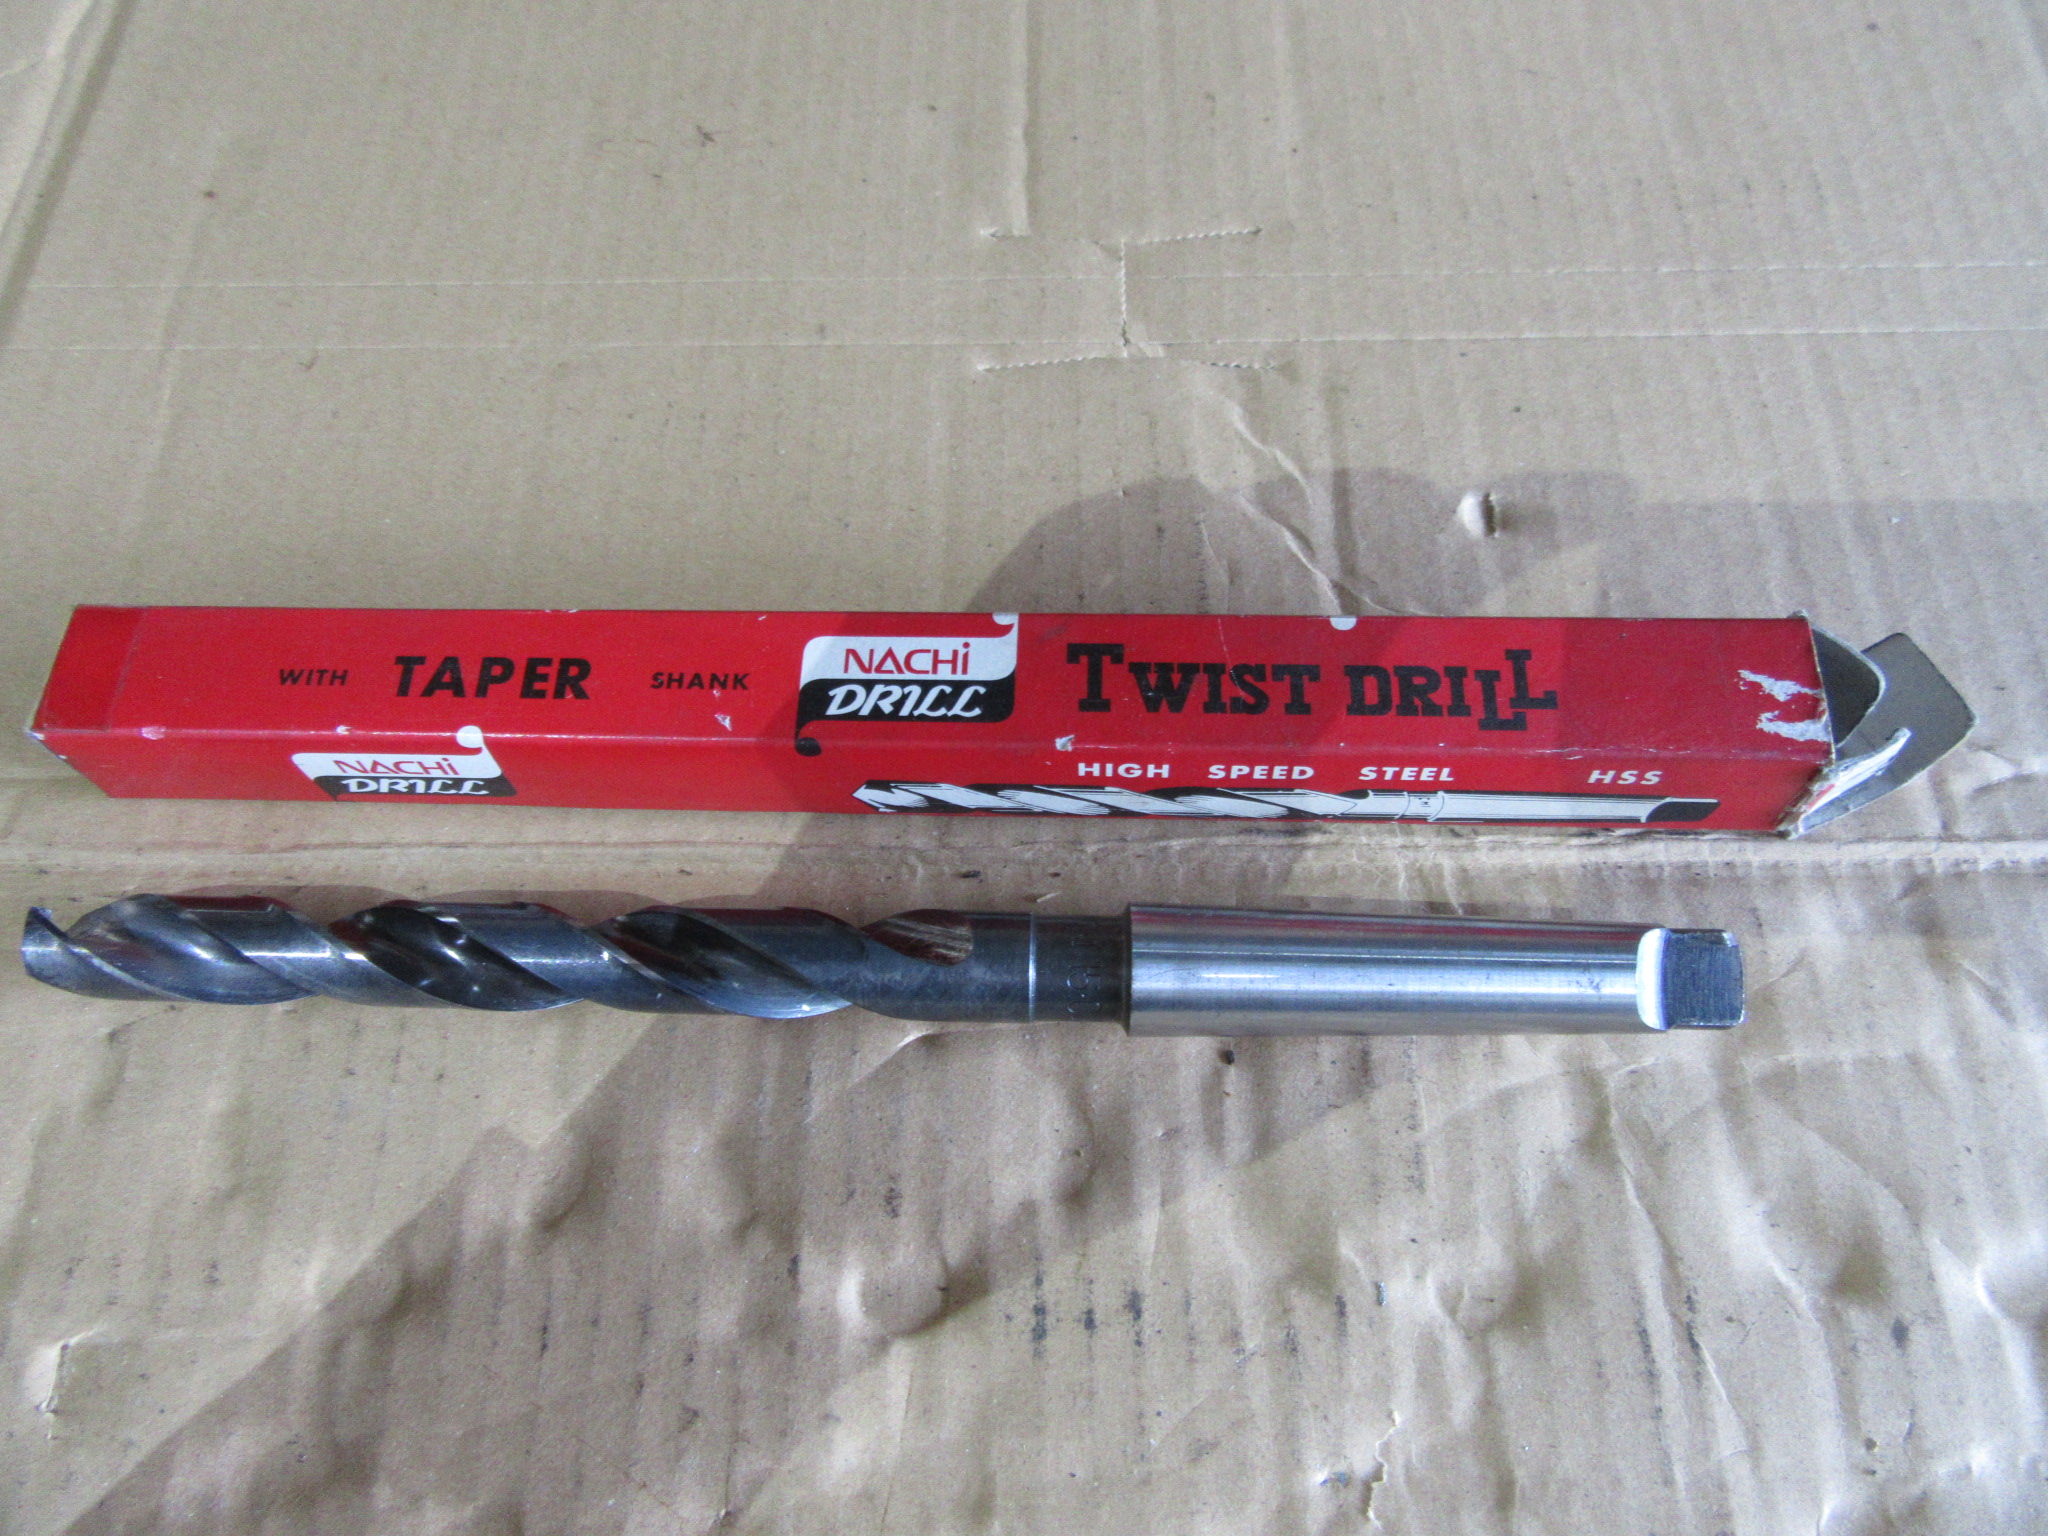 WITH TAPER SHANK
NACHi
DRILL
TWIST DRILL
NACHi
DRILL
HIGH SPEED STEEL HSS